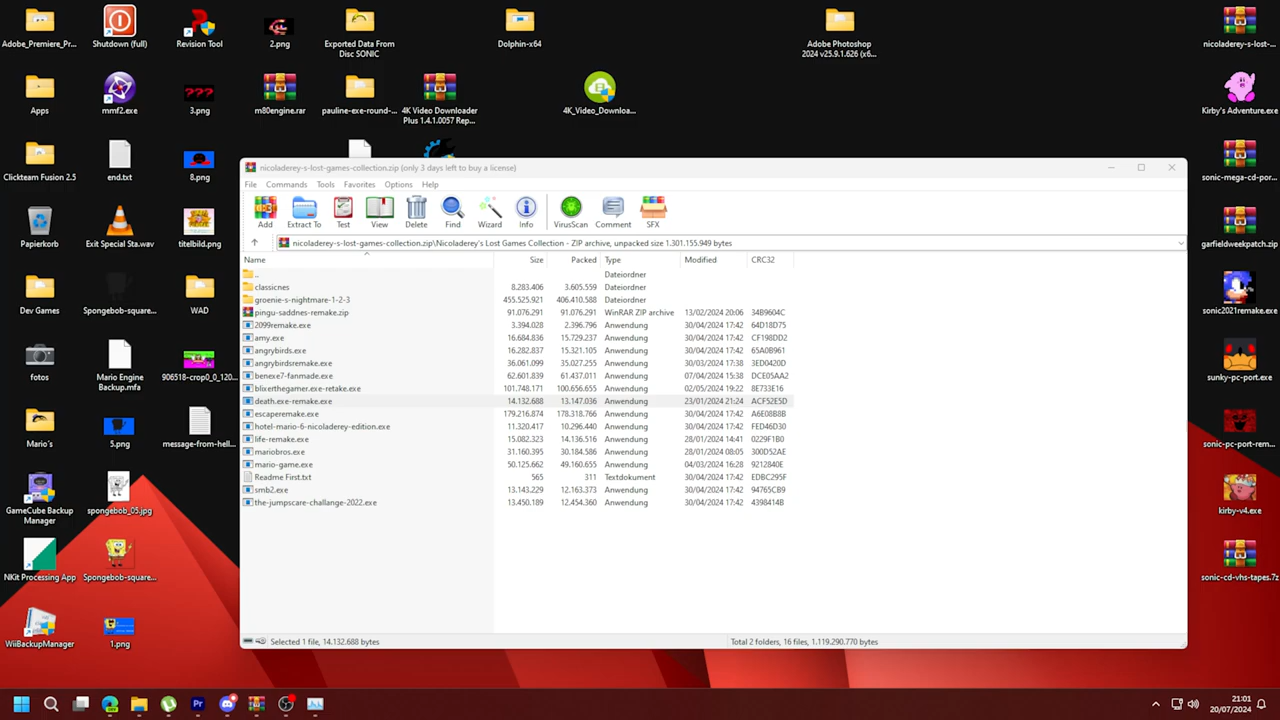 Adobe_Premiere_Pr...
Shutdown (full)
Revision Tool
2.png
Exported Data From
Disc SONIC
Dolphin-x64
Adobe Photoshop
2024 v25.9.1.626 (x6...
nicoladerey-s-lost-...
Apps
mmf2.exe
3.png
m80engine.rar
pauline-exe-round-...
4K Video Downloader
Plus 1.4.1.0057 Rep...
4K_Video_Downloa...
Kirby's Adventure.exe
Clickteam Fusion 2.5
end.txt
8.png
sonic-mega-cd-por...
Papierkorb
Exit Special Sta.wav
titelbild.png
garfieldweekpatch.zip
Dev Games
Spongebob-square...
WAD
sonic2021remake.exe
fotos
Mario Engine
Backup.mfa
906518-crop0_0_120...
sunky-pc-port.exe
Mario's
5.png
message-from-hell...
sonic-pc-port-rem...
GameCube Backup
Manager
spongebob_05.jpg
kirby-v4.exe
NKit Processing App
Spongebob-square...
sonic-cd-vhs-tapes.7z
WiiBackupManager
1.png
nicoladerey-s-lost-games-collection.zip (only 3 days left to buy a license)
File Commands Tools Favorites Options Help
Add Extract To Test View Delete Find Wizard Info VirusScan Comment SFX
nicoladerey-s-lost-games-collection.zip\Nicoladerey's Lost Games Collection - ZIP archive, unpacked size 1.301.155.949 bytes
Name Size Packed Type Modified CRC32
.. Dateiordner
classicnes 8.283.406 3.605.559 Dateiordner
groenie-s-nightmare-1-2-3 455.525.921 406.410.588 Dateiordner
pingu-saddnes-remake.zip 91.076.291 91.076.291 WinRAR ZIP archive 13/02/2024 20:06 34B9604C
2099remake.exe 3.394.028 2.396.796 Anwendung 30/04/2024 17:42 64D18D75
amy.exe 16.684.836 15.729.237 Anwendung 30/04/2024 17:42 CF198DD2
angrybirds.exe 16.282.837 15.321.105 Anwendung 30/04/2024 17:42 65A0B961
angrybirdsremake.exe 36.061.099 35.027.255 Anwendung 30/04/2024 17:38 3ED0420D
benexe7-fanmade.exe 62.601.839 61.437.011 Anwendung 07/04/2024 15:38 DCE05AA2
blixerthegamer.exe-retake.exe 101.748.171 100.656.655 Anwendung 02/05/2024 19:22 8E733E16
death.exe-remake.exe 14.132.688 13.147.036 Anwendung 23/01/2024 21:24 ACF52E5D
escaperemake.exe 179.216.874 178.318.766 Anwendung 30/04/2024 17:42 A6E08B8B
hotel-mario-6-nicoladerey-edition.exe 11.320.417 10.296.440 Anwendung 30/04/2024 17:42 FED46D30
life-remake.exe 15.082.323 14.136.516 Anwendung 28/01/2024 14:41 0229F1B0
mariobros.exe 31.160.395 30.184.586 Anwendung 28/01/2024 08:05 300D52AE
mario-game.exe 50.125.662 49.160.655 Anwendung 04/03/2024 16:28 9212840E
Readme First.txt 565 311 Textdokument 30/04/2024 17:42 EDBC295F
smb2.exe 13.143.229 12.163.373 Anwendung 30/04/2024 17:42 94765CB9
the-jumpscare-challange-2022.exe 13.450.189 12.454.360 Anwendung 30/04/2024 17:42 4398414B
Selected 1 file, 14.132.688 bytes
Total 2 folders, 16 files, 1.119.290.770 bytes
21:01
20/07/2024